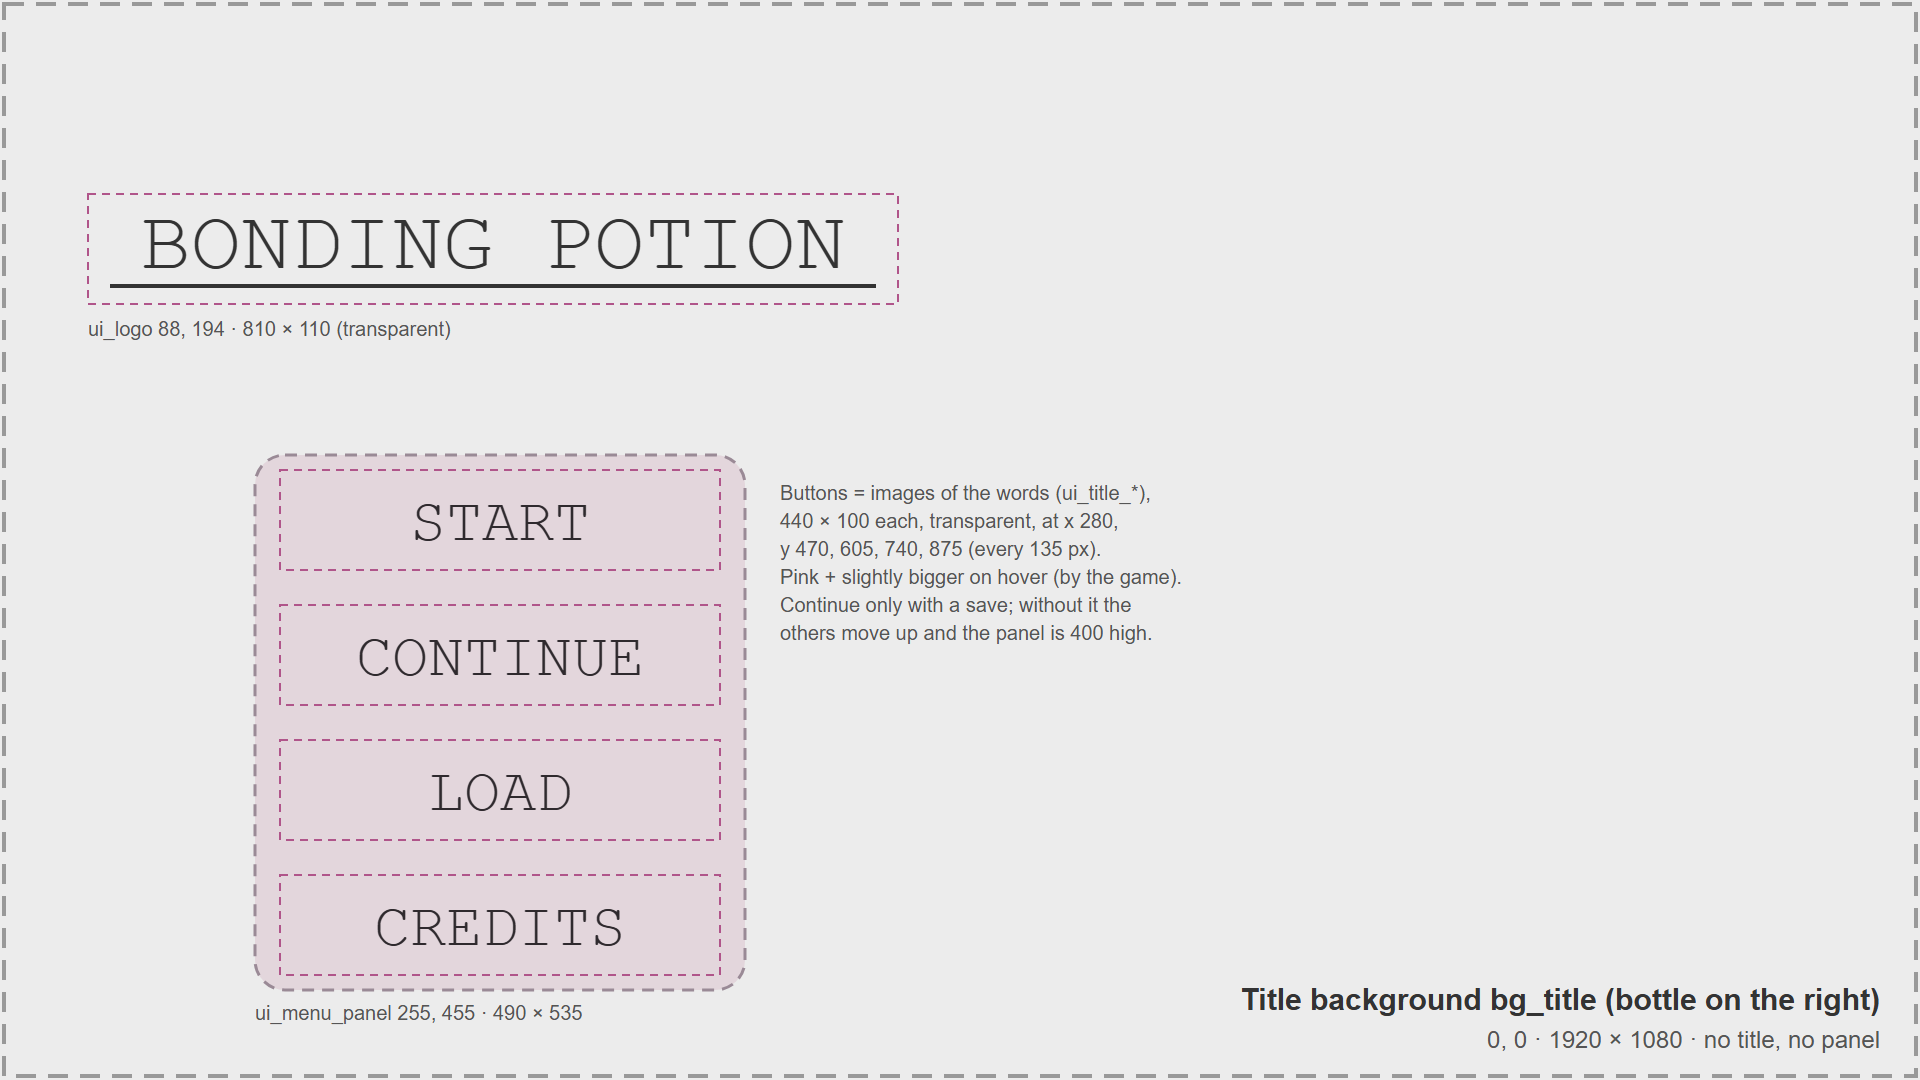 BONDING POTION
ui_logo 88, 194 · 810 × 110 (transparent)
START
CONTINUE
LOAD
CREDITS
ui_menu_panel 255, 455 · 490 × 535
Buttons = images of the words (ui_title_*),
440 × 100 each, transparent, at x 280,
y 470, 605, 740, 875 (every 135 px).
Pink + slightly bigger on hover (by the game).
Continue only with a save; without it the
others move up and the panel is 400 high.
Title background bg_title (bottle on the right)
0, 0 · 1920 × 1080 · no title, no panel